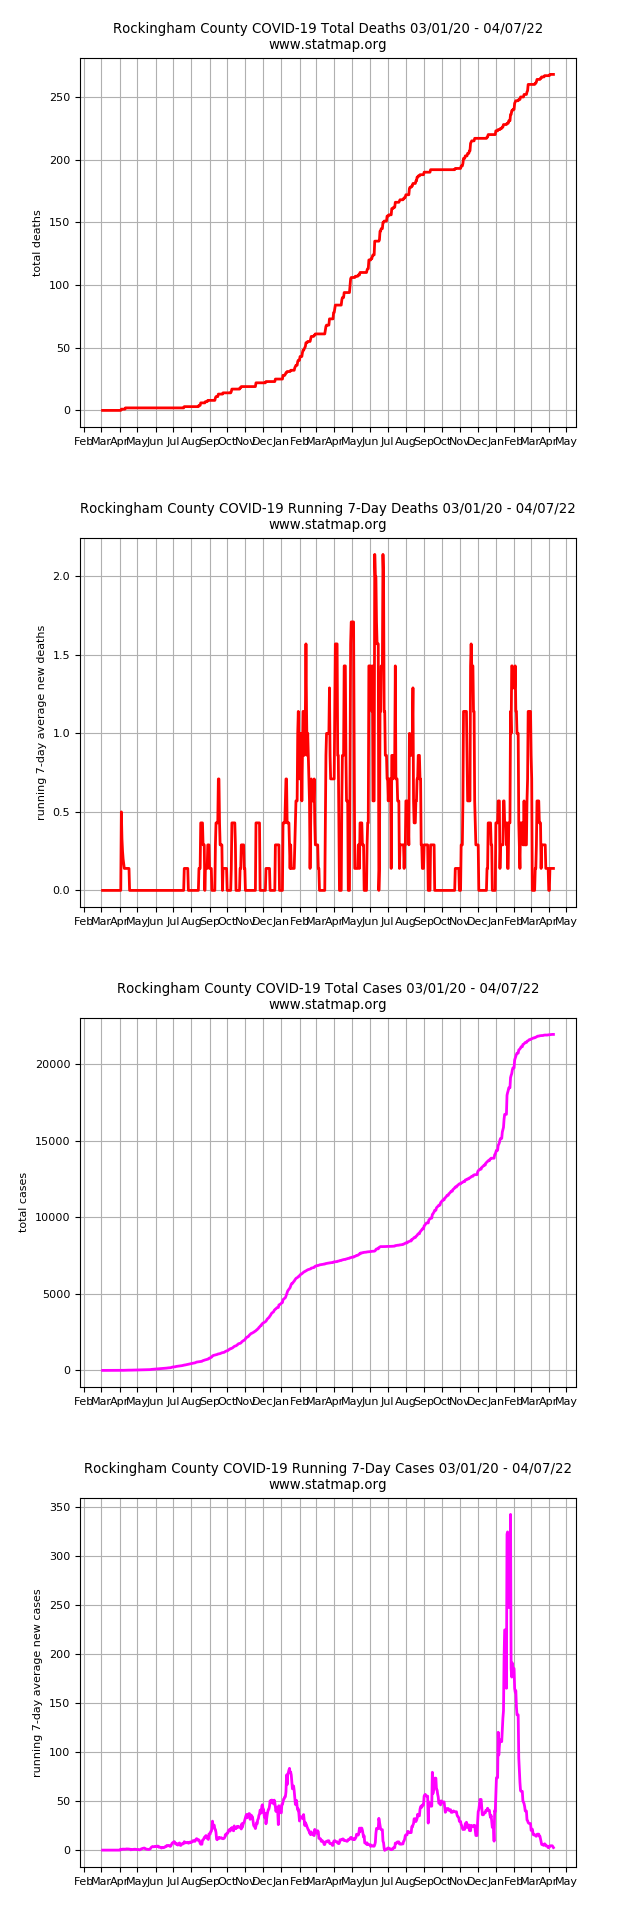 Rockingham County COVID-19 Total Deaths 03/01/20 - 04/07/22
www.statmap.org
250
200
150
100
50
0
total deaths
Feb Mar Apr May Jun Jul Aug Sep Oct Nov Dec Jan Feb Mar Apr May Jun Jul Aug Sep Oct Nov Dec Jan Feb Mar Apr May
Rockingham County COVID-19 Running 7-Day Deaths 03/01/20 - 04/07/22
www.statmap.org
2.0
1.5
1.0
0.5
0.0
running 7-day average new deaths
Feb Mar Apr May Jun Jul Aug Sep Oct Nov Dec Jan Feb Mar Apr May Jun Jul Aug Sep Oct Nov Dec Jan Feb Mar Apr May
Rockingham County COVID-19 Total Cases 03/01/20 - 04/07/22
www.statmap.org
20000
15000
10000
5000
0
total cases
Feb Mar Apr May Jun Jul Aug Sep Oct Nov Dec Jan Feb Mar Apr May Jun Jul Aug Sep Oct Nov Dec Jan Feb Mar Apr May
Rockingham County COVID-19 Running 7-Day Cases 03/01/20 - 04/07/22
www.statmap.org
350
300
250
200
150
100
50
0
running 7-day average new cases
Feb Mar Apr May Jun Jul Aug Sep Oct Nov Dec Jan Feb Mar Apr May Jun Jul Aug Sep Oct Nov Dec Jan Feb Mar Apr May